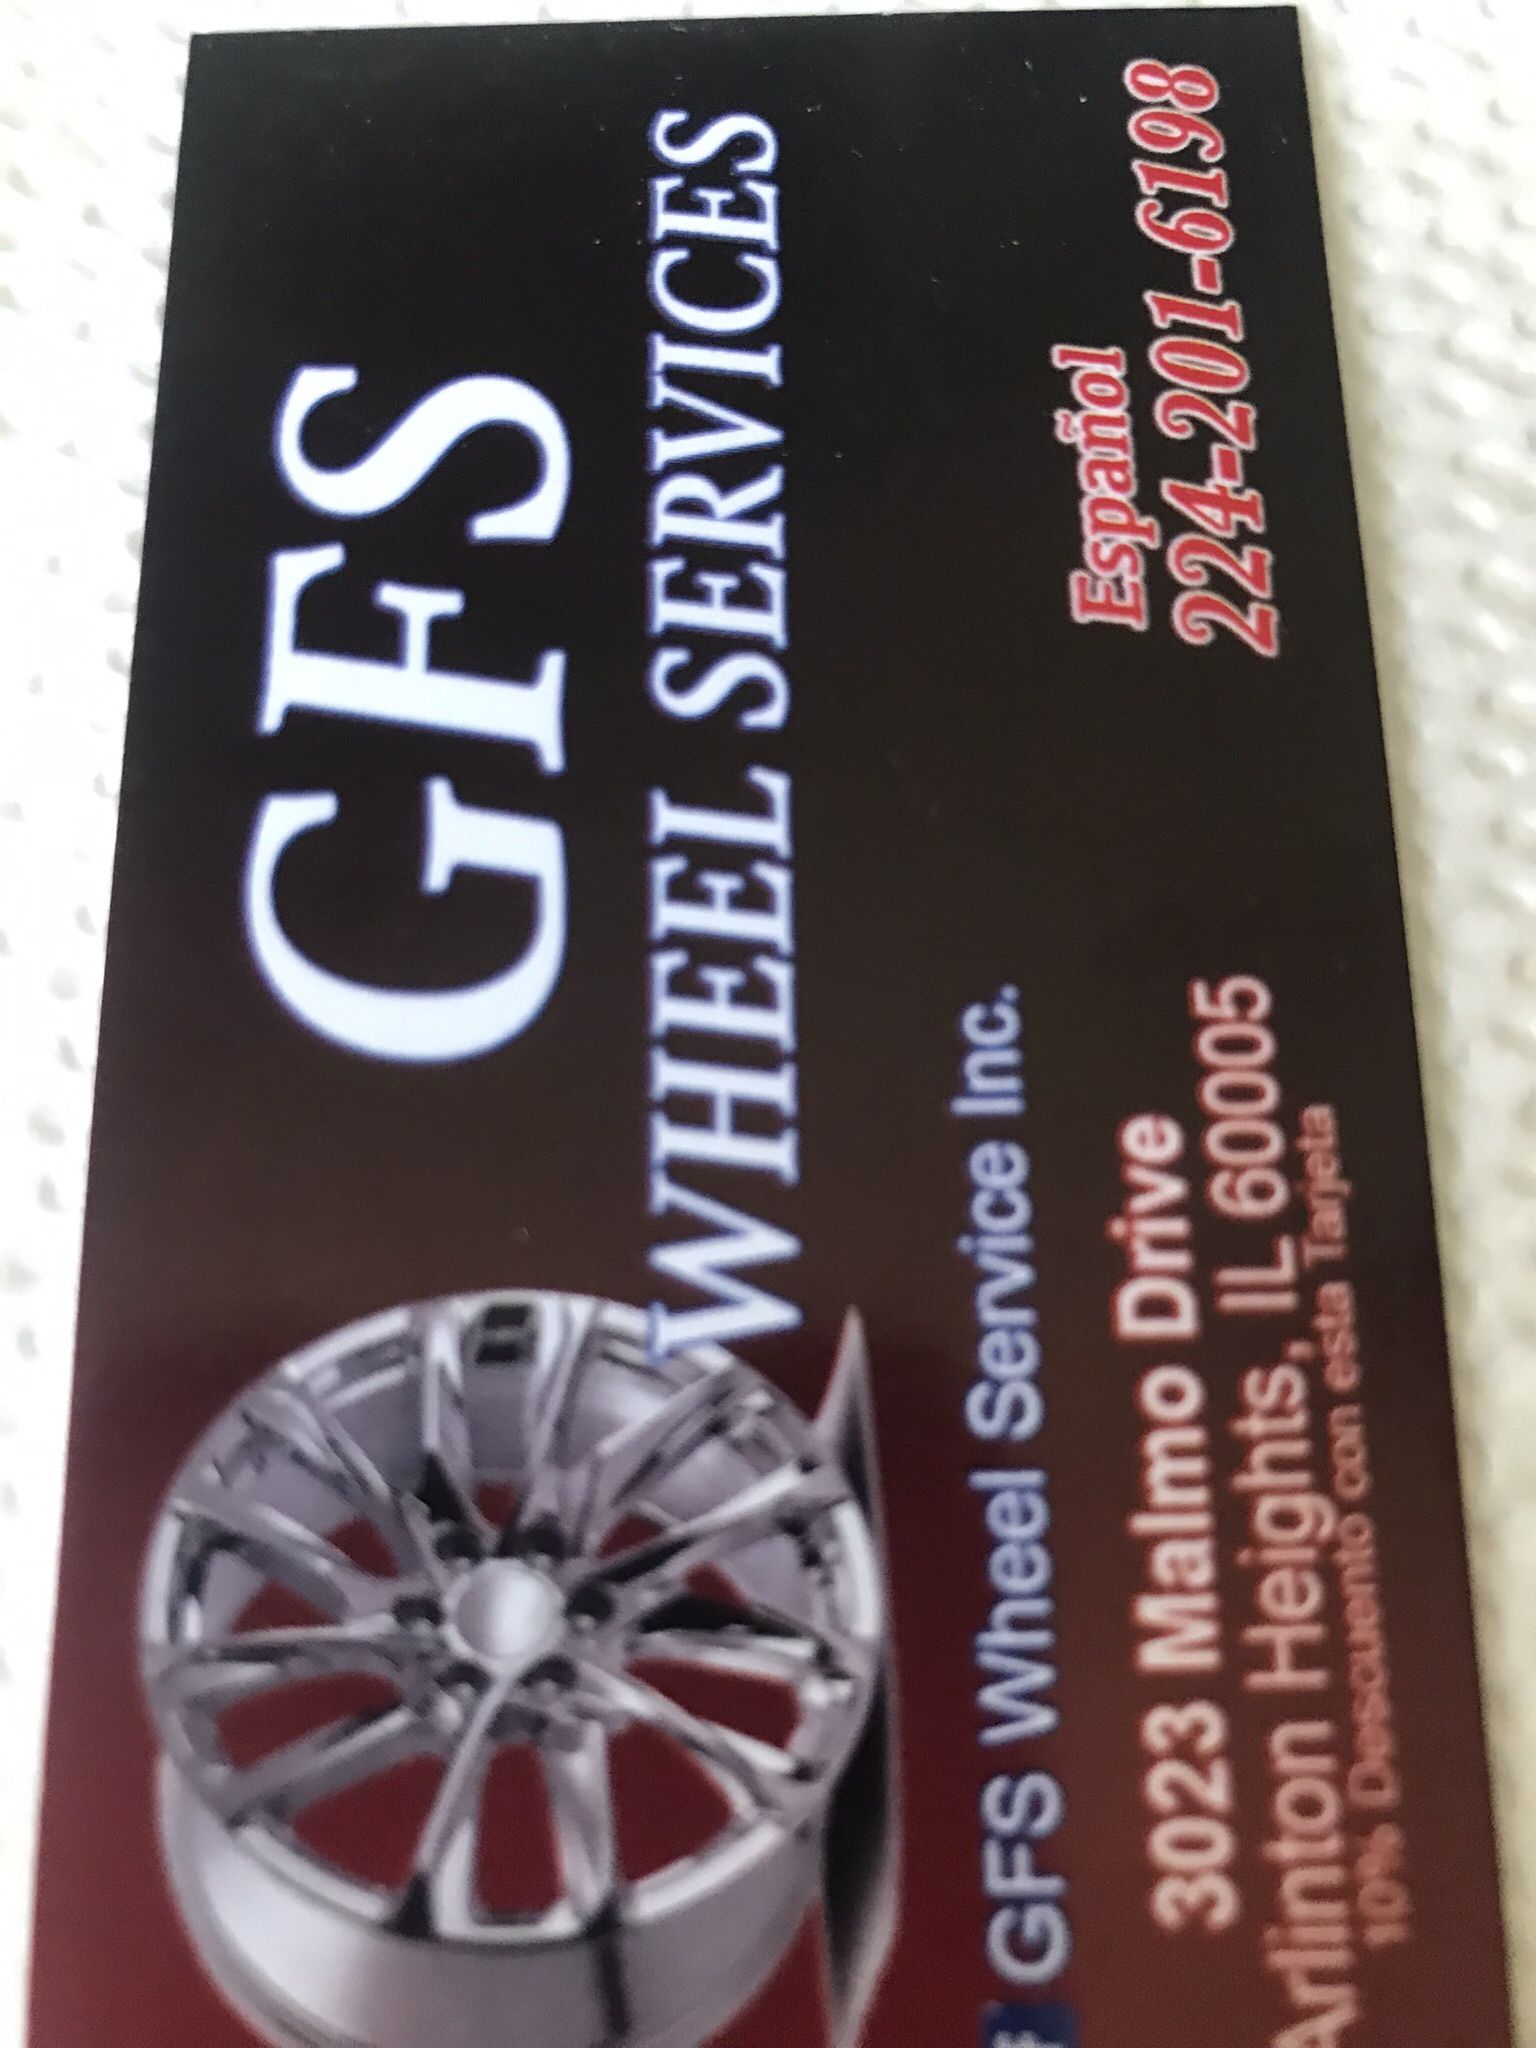 GFS
WHEEL SERVICES
GFS Wheel Service Inc.
Español
224-201-6198
3023 Malmo Drive
Arlinton Heights, IL 60005
10% Descuento con esta Tarjeta